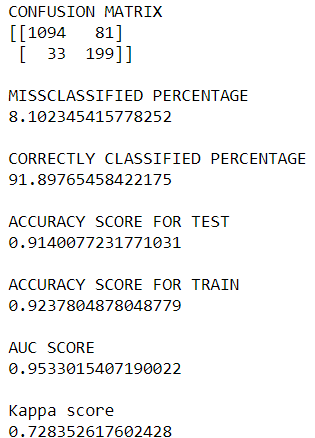 CONFUSION MATRIX
[[1094   81]
 [  33  199]]
MISSCLASSIFIED PERCENTAGE
8.102345415778252
CORRECTLY CLASSIFIED PERCENTAGE
91.89765458422175
ACCURACY SCORE FOR TEST
0.9140077231771031
ACCURACY SCORE FOR TRAIN
0.9237804878048779
AUC SCORE
0.9533015407190022
Kappa score
0.728352617602428